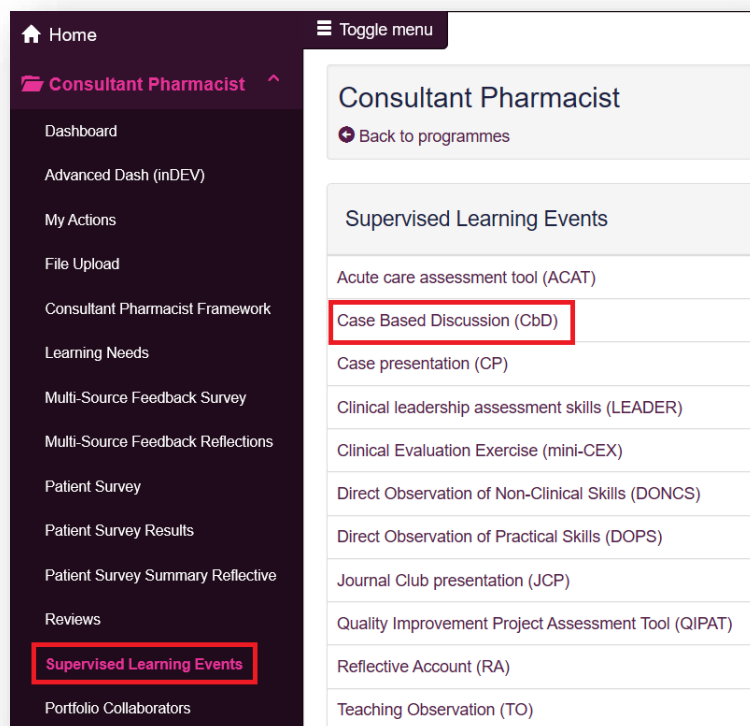 Home
Consultant Pharmacist
Dashboard
Advanced Dash (inDEV)
My Actions
File Upload
Consultant Pharmacist Framework
Learning Needs
Multi-Source Feedback Survey
Multi-Source Feedback Reflections
Patient Survey
Patient Survey Results
Patient Survey Summary Reflective
Reviews
Supervised Learning Events
Portfolio Collaborators
Toggle menu
Consultant Pharmacist
Back to programmes
Supervised Learning Events
Acute care assessment tool (ACAT)
Case Based Discussion (CbD)
Case presentation (CP)
Clinical leadership assessment skills (LEADER)
Clinical Evaluation Exercise (mini-CEX)
Direct Observation of Non-Clinical Skills (DONCS)
Direct Observation of Practical Skills (DOPS)
Journal Club presentation (JCP)
Quality Improvement Project Assessment Tool (QIPAT)
Reflective Account (RA)
Teaching Observation (TO)